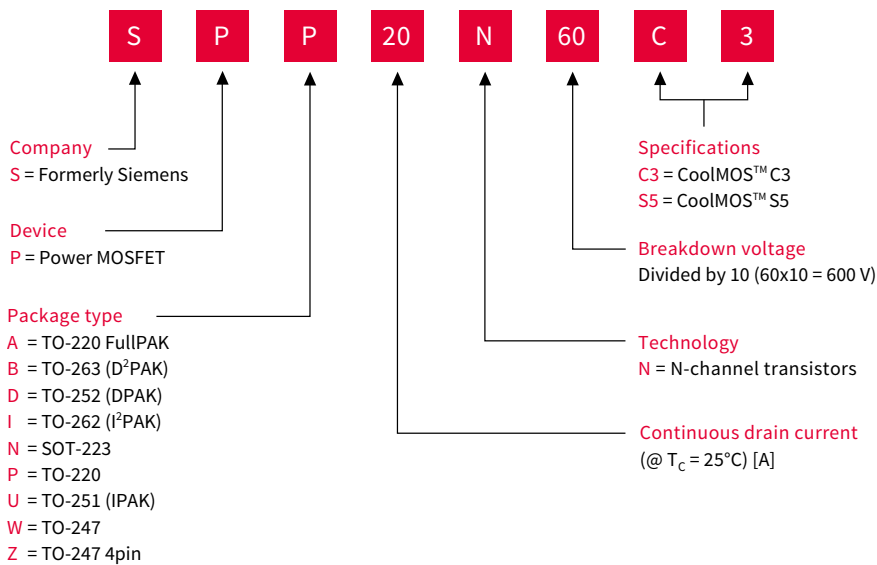 S P P 20 N 60 C 3
Company
S = Formerly Siemens
Device
P = Power MOSFET
Package type
A = TO-220 FullPAK
B = TO-263 (D²PAK)
D = TO-252 (DPAK)
I = TO-262 (I²PAK)
N = SOT-223
P = TO-220
U = TO-251 (IPAK)
W = TO-247
Z = TO-247 4pin
Specifications
C3 = CoolMOS™ C3
S5 = CoolMOS™ S5
Breakdown voltage
Divided by 10 (60x10 = 600 V)
Technology
N = N-channel transistors
Continuous drain current
(@ T_C = 25°C) [A]